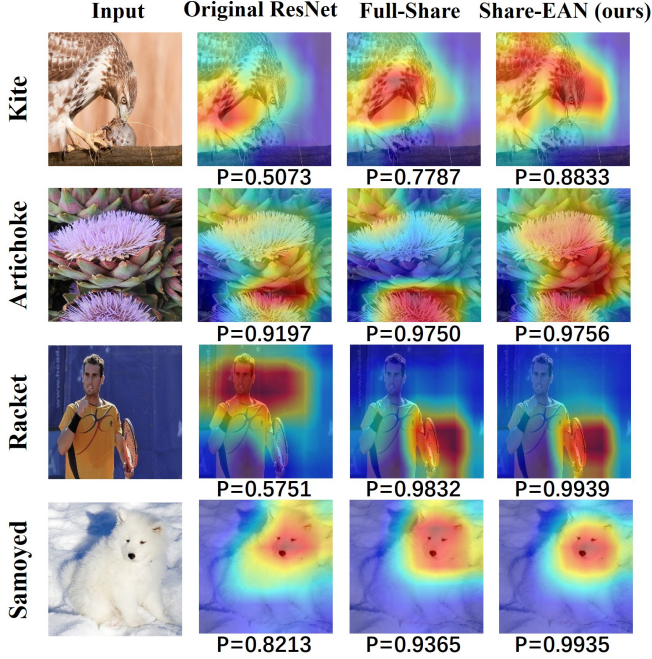 Input Original ResNet Full-Share Share-EAN (ours)
Kite
P=0.5073 P=0.7787 P=0.8833
Artichoke
P=0.9197 P=0.9750 P=0.9756
Racket
P=0.5751 P=0.9832 P=0.9939
Samoyed
P=0.8213 P=0.9365 P=0.9935